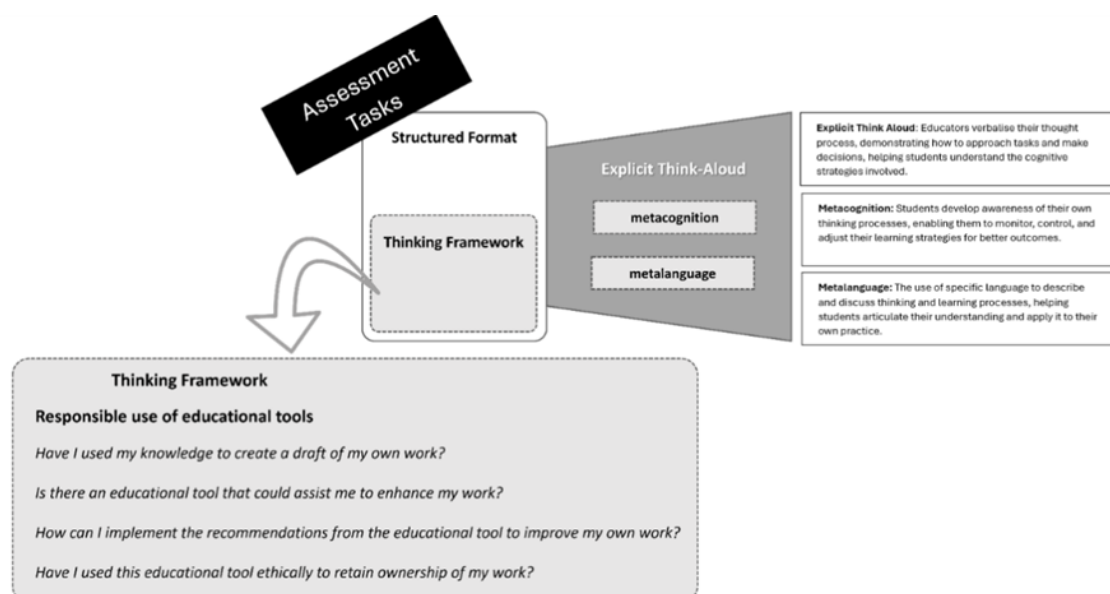 Assessment
Tasks
Structured Format
Thinking Framework
Explicit Think-Aloud
metacognition
metalanguage
Explicit Think Aloud: Educators verbalise their thought
process, demonstrating how to approach tasks and make
decisions, helping students understand the cognitive
strategies involved.
Metacognition: Students develop awareness of their own
thinking processes, enabling them to monitor, control, and
adjust their learning strategies for better outcomes.
Metalanguage: The use of specific language to describe
and discuss thinking and learning processes, helping
students articulate their understanding and apply it to their
own practice.
Thinking Framework
Responsible use of educational tools
Have I used my knowledge to create a draft of my own work?
Is there an educational tool that could assist me to enhance my work?
How can I implement the recommendations from the educational tool to improve my own work?
Have I used this educational tool ethically to retain ownership of my work?